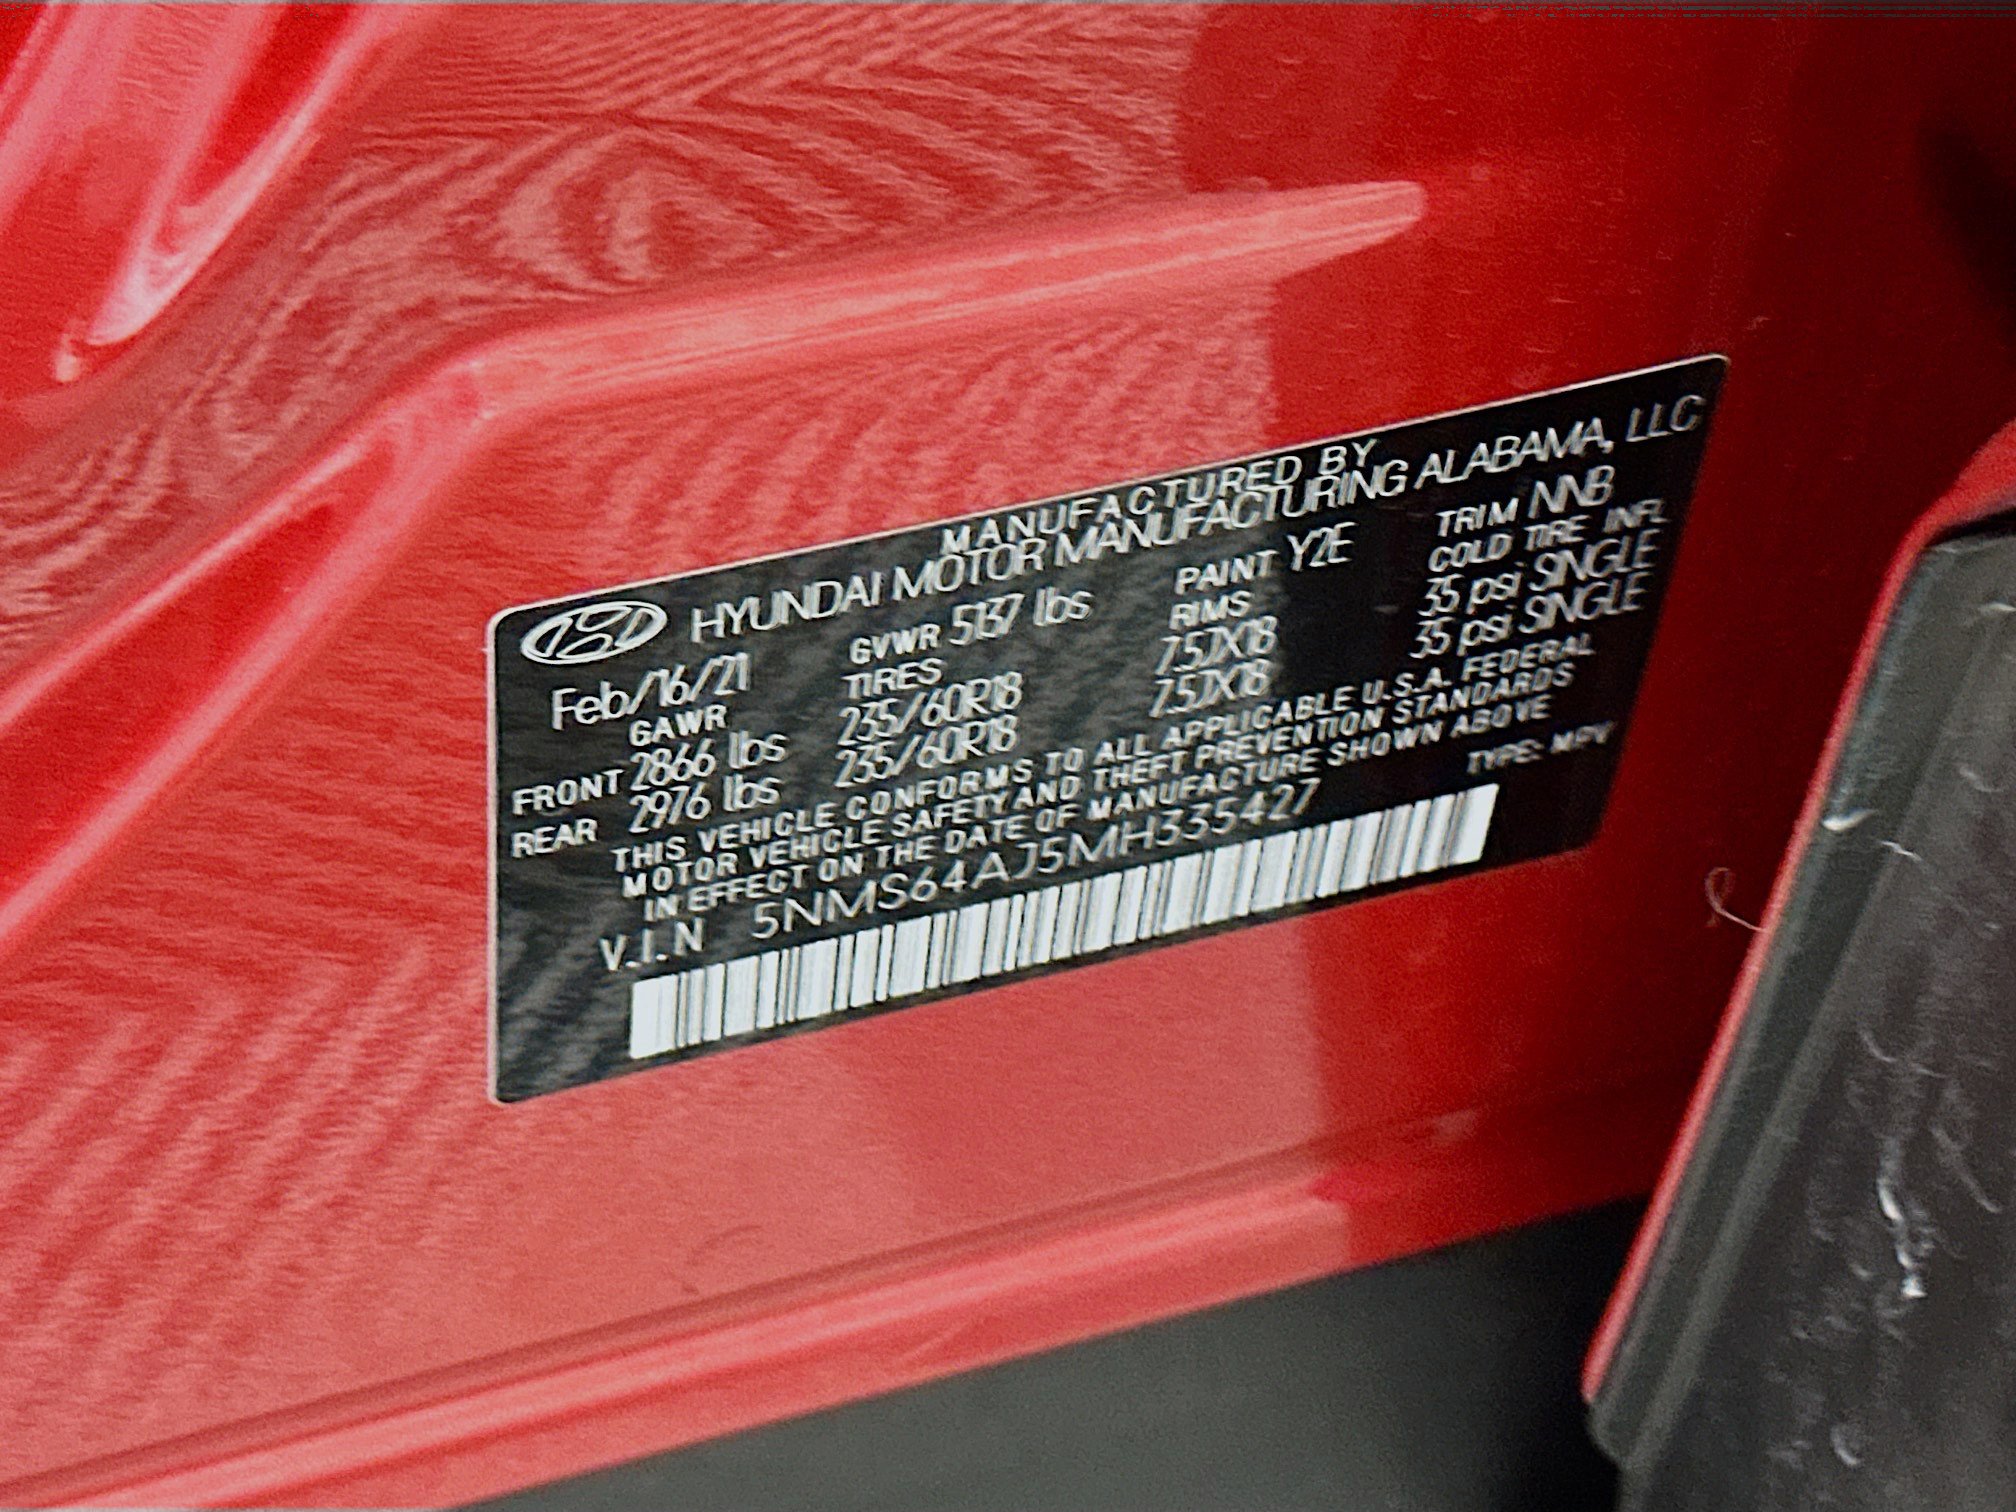 MANUFACTURED BY
HYUNDAI MOTOR MANUFACTURING ALABAMA, LLC
Feb/16/21 GVWR 5137 lbs PAINT Y2E TRIM NNB
GAWR TIRES RIMS COLD TIRE INFL
FRONT 2866 lbs 235/60R18 7.5JX18 35 psi SINGLE
REAR 2976 lbs 235/60R18 7.5JX18 35 psi SINGLE
THIS VEHICLE CONFORMS TO ALL APPLICABLE U.S.A. FEDERAL
MOTOR VEHICLE SAFETY AND THEFT PREVENTION STANDARDS
IN EFFECT ON THE DATE OF MANUFACTURE SHOWN ABOVE
V.I.N 5NMS64AJ5MH335427 TYPE: MPV